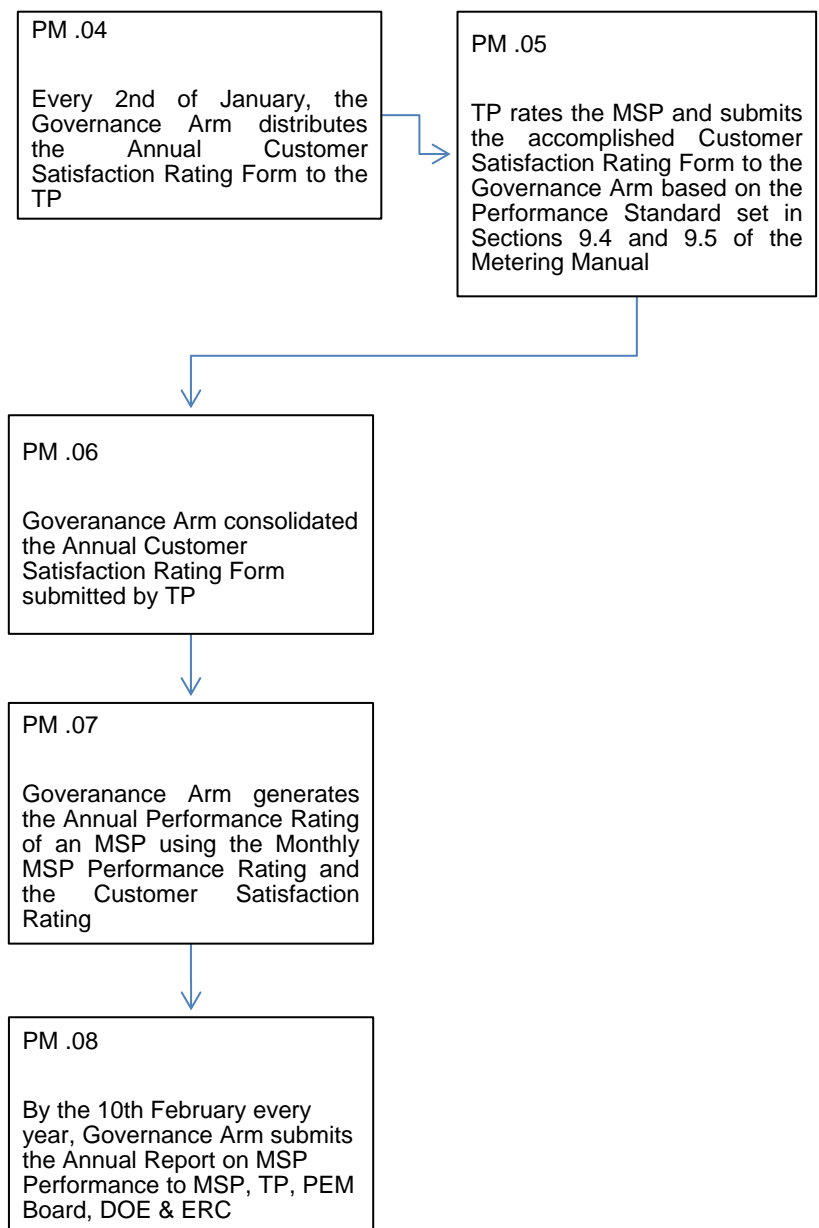 PM .04
Every 2nd of January, the
Governance Arm distributes
the Annual Customer
Satisfaction Rating Form to the
TP
PM .05
TP rates the MSP and submits
the accomplished Customer
Satisfaction Rating Form to the
Governance Arm based on the
Performance Standard set in
Sections 9.4 and 9.5 of the
Metering Manual
PM .06
Goveranance Arm consolidated
the Annual Customer
Satisfaction Rating Form
submitted by TP
PM .07
Goveranance Arm generates
the Annual Performance Rating
of an MSP using the Monthly
MSP Performance Rating and
the Customer Satisfaction
Rating
PM .08
By the 10th February every
year, Governance Arm submits
the Annual Report on MSP
Performance to MSP, TP, PEM
Board, DOE & ERC